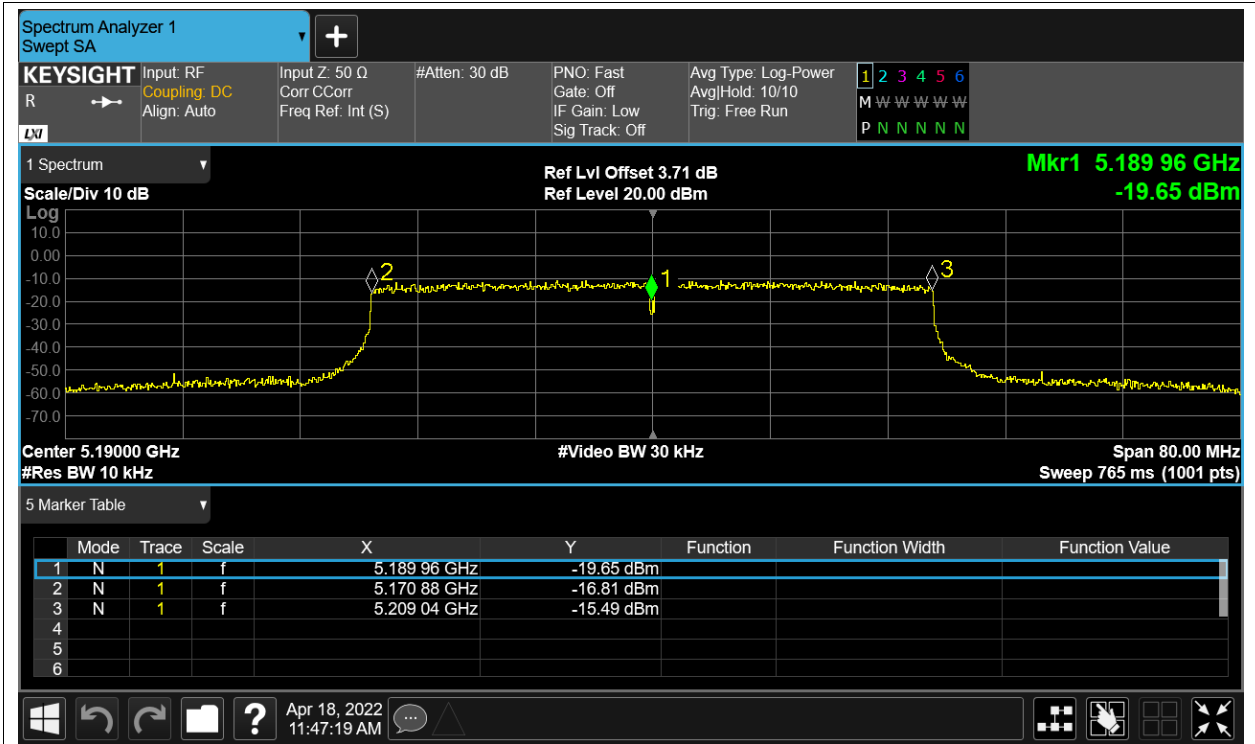 Spectrum Analyzer 1
Swept SA
KEYSIGHT Input: RF Input Z: 50 Ω #Atten: 30 dB PNO: Fast Avg Type: Log-Power 1 2 3 4 5 6
R Coupling: DC Corr CCorr Gate: Off Avg|Hold: 10/10 M W W W W W
Align: Auto Freq Ref: Int (S) IF Gain: Low Trig: Free Run
LXI Sig Track: Off P N N N N N
1 Spectrum Ref Lvl Offset 3.71 dB Mkr1 5.189 96 GHz
Scale/Div 10 dB Ref Level 20.00 dBm -19.65 dBm
Log
10.0
0.00
-10.0 2 1 3
-20.0
-30.0
-40.0
-50.0
-60.0
-70.0
Center 5.19000 GHz #Video BW 30 kHz Span 80.00 MHz
#Res BW 10 kHz Sweep 765 ms (1001 pts)
5 Marker Table
Mode Trace Scale X Y Function Function Width Function Value
1 N 1 f 5.189 96 GHz -19.65 dBm
2 N 1 f 5.170 88 GHz -16.81 dBm
3 N 1 f 5.209 04 GHz -15.49 dBm
4
5
6
? Apr 18, 2022
11:47:19 AM